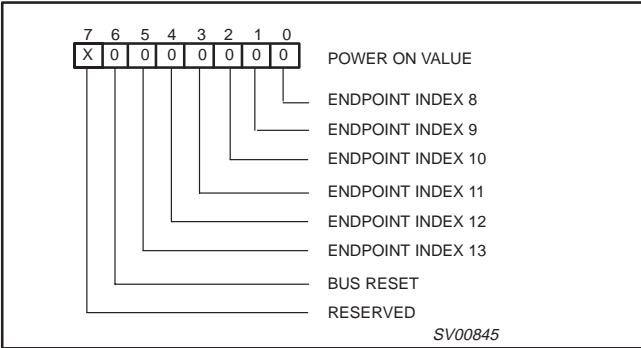 7 6 5 4 3 2 1 0
X 0 0 0 0 0 0 0 POWER ON VALUE
ENDPOINT INDEX 8
ENDPOINT INDEX 9
ENDPOINT INDEX 10
ENDPOINT INDEX 11
ENDPOINT INDEX 12
ENDPOINT INDEX 13
BUS RESET
RESERVED
SV00845